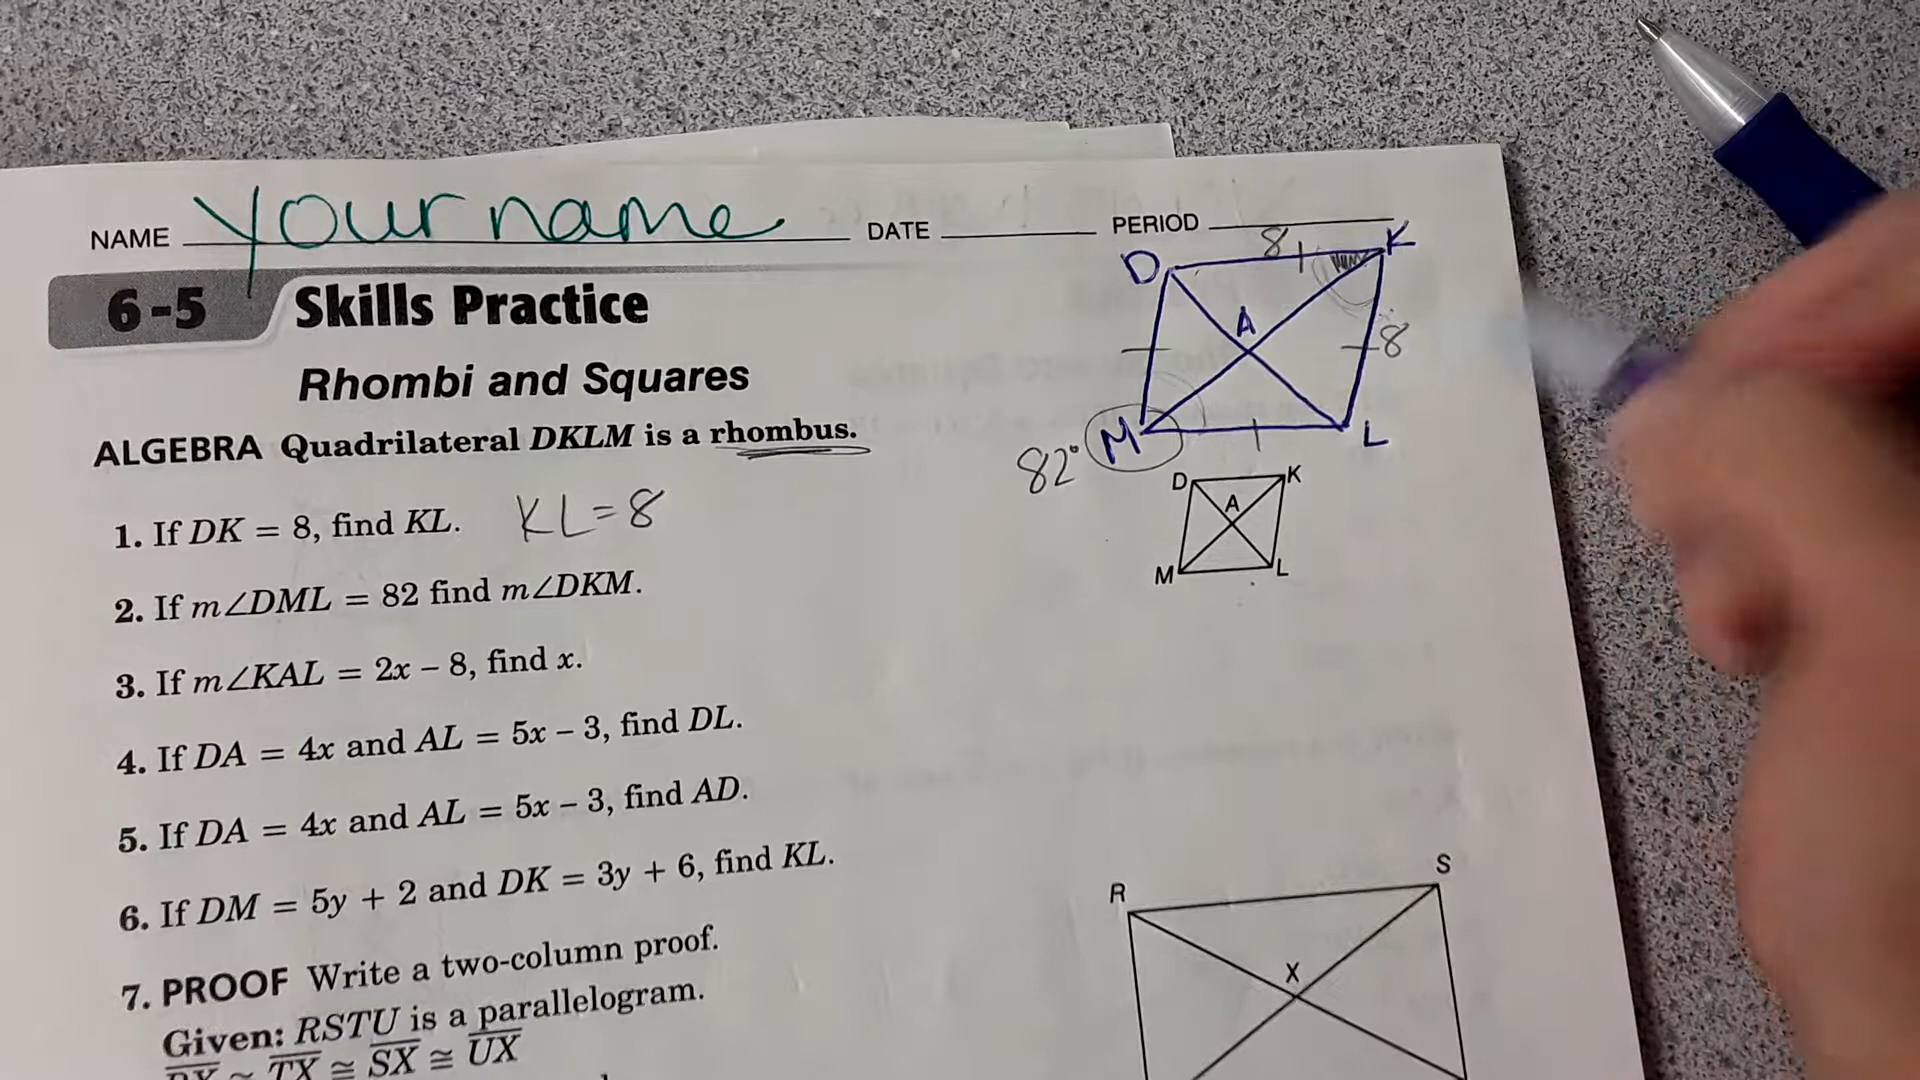 NAME your name DATE PERIOD
6-5 Skills Practice
Rhombi and Squares
ALGEBRA Quadrilateral DKLM is a rhombus.
1. If DK = 8, find KL. KL=8
2. If m∠DML = 82 find m∠DKM.
3. If m∠KAL = 2x – 8, find x.
4. If DA = 4x and AL = 5x – 3, find DL.
5. If DA = 4x and AL = 5x – 3, find AD.
6. If DM = 5y + 2 and DK = 3y + 6, find KL.
7. PROOF Write a two-column proof.
Given: RSTU is a parallelogram.
TX ≅ SX ≅ UX
D 8 K
A 8
82° M L
D K
A
M L
R S
X